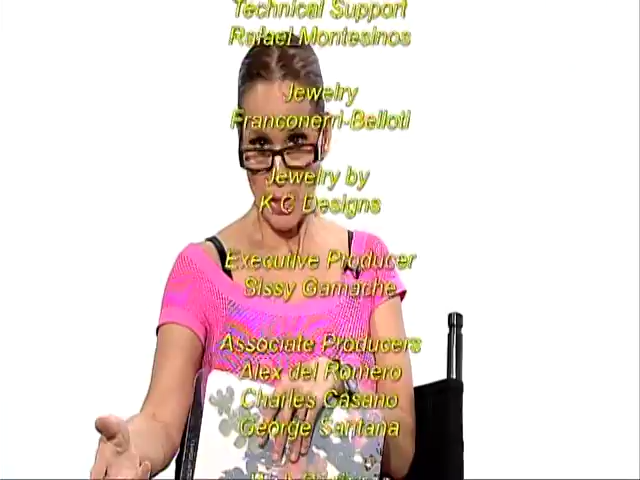 Technical Support
Rafael Montesinos
Jewelry
Franconerri-Belloti
Jewelry by
K C Designs
Executive Producer
Sissy Gamache
Associate Producers
Alex del Romero
Charles Casano
George Santana